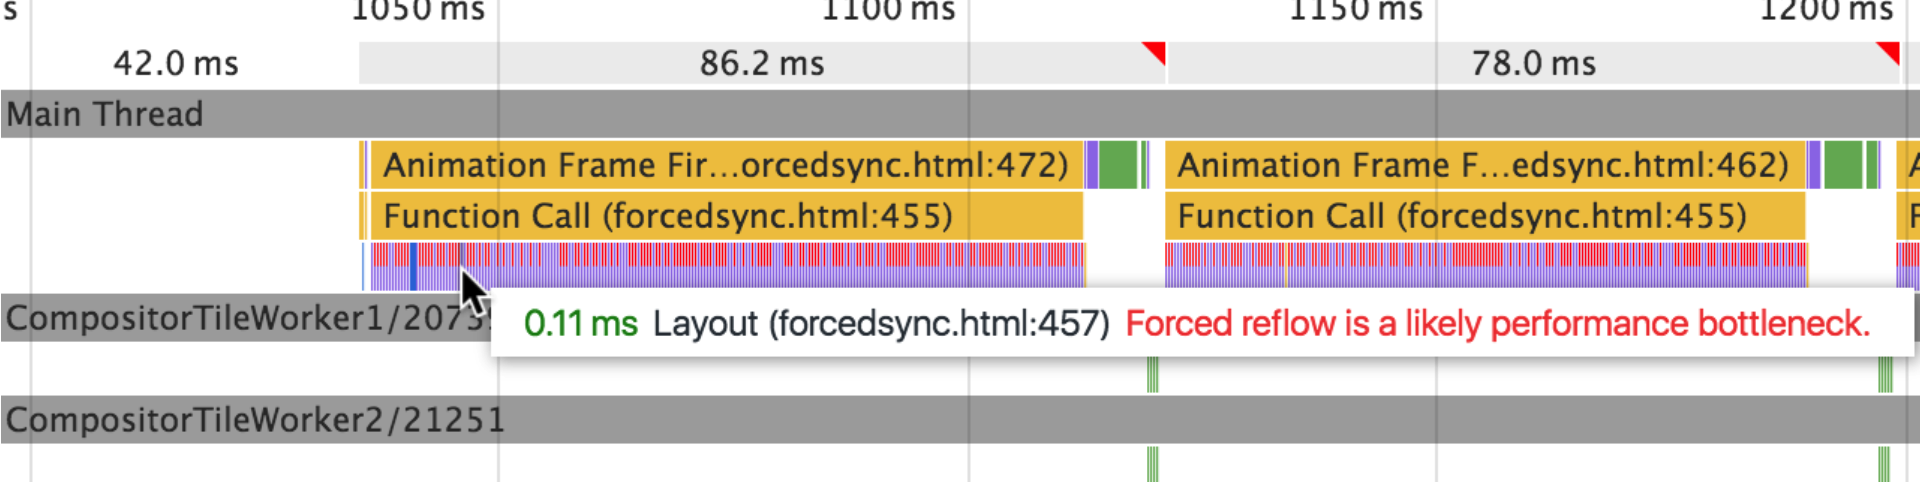 s 1050 ms 1100 ms 1150 ms 1200 ms
42.0 ms 86.2 ms 78.0 ms
Main Thread
Animation Frame Fir...orcedsync.html:472) Animation Frame F...edsync.html:462)
Function Call (forcedsync.html:455) Function Call (forcedsync.html:455)
CompositorTileWorker1/2073
0.11 ms Layout (forcedsync.html:457) Forced reflow is a likely performance bottleneck.
CompositorTileWorker2/21251